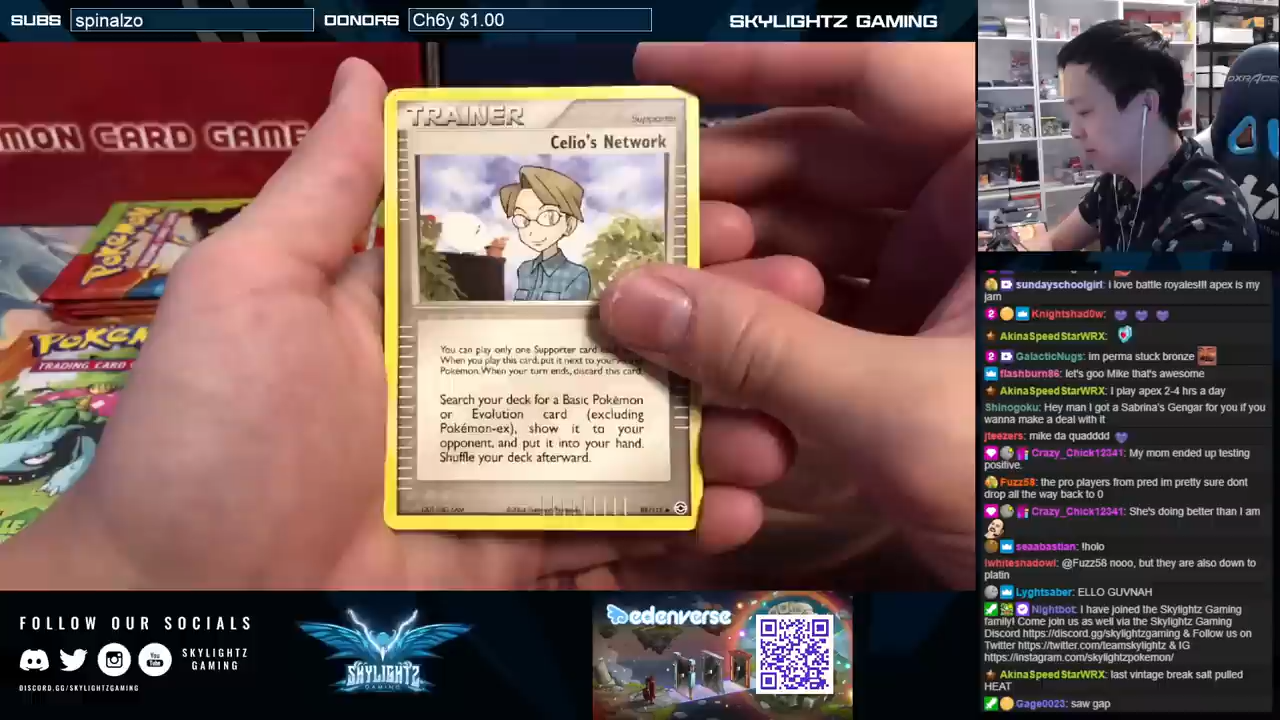 SUBS spinalzo DONORS Ch6y $1.00 SKYLIGHTZ GAMING
MON CARD GAME
Pokémon
POKÉMON
TRADING CARD
TRAINER
Supporter
Celio's Network
You can play only one Supporter card
When you play this card, put it next to your
Pokémon. When your turn ends, discard this card.
Search your deck for a Basic Pokémon
or Evolution card (excluding
Pokémon-ex), show it to your
opponent, and put it into your hand.
Shuffle your deck afterward.
DXRACE
sundayschoolgirl: i love battle royales!!! apex is my
jam
Knightshad0w:
AkinaSpeedStarWRX:
GalacticNugs: im perma stuck bronze
flashburn86: let's goo Mike that's awesome
AkinaSpeedStarWRX: I play apex 2-4 hrs a day
Shinogoku: Hey man I got a Sabrina's Gengar for you if you
wanna make a deal with it
jteezers: mike da quadddd
Crazy_Chick12341: My mom ended up testing
positive.
Fuzz58: the pro players from pred im pretty sure dont
drop all the way back to 0
Crazy_Chick12341: She's doing better than I am
seaabastian: !holo
lwhiteshadowl: @Fuzz58 nooo, but they are also down to
platin
Lyghtsaber: ELLO GUVNAH
Nightbot: I have joined the Skylightz Gaming
family! Come join us as well via the Skylightz Gaming
Discord https://discord.gg/skylightzgaming & Follow us on
Twitter https://twitter.com/teamskylightz & IG
https://instagram.com/skylightzpokemon/
AkinaSpeedStarWRX: last vintage break salt pulled
HEAT
Gage0023: saw gap
FOLLOW OUR SOCIALS
You Tube
SKYLIGHTZ
GAMING
DISCORD.GG/SKYLIGHTZGAMING
SKYLIGHTZ
GAMING
edenverse